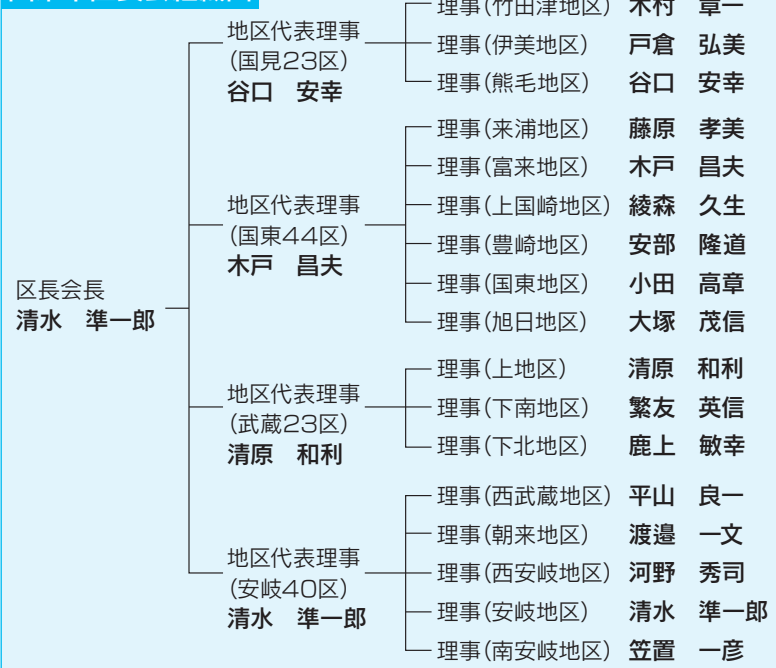 区長会長
清水　準一郎
地区代表理事
(国見23区)
谷口　安幸
理事(竹田津地区)　木村　章一
理事(伊美地区)　戸倉　弘美
理事(熊毛地区)　谷口　安幸
地区代表理事
(国東44区)
木戸　昌夫
理事(来浦地区)　藤原　孝美
理事(富来地区)　木戸　昌夫
理事(上国崎地区)　綾森　久生
理事(豊崎地区)　安部　隆道
理事(国東地区)　小田　高章
理事(旭日地区)　大塚　茂信
地区代表理事
(武蔵23区)
清原　和利
理事(上地区)　清原　和利
理事(下南地区)　繁友　英信
理事(下北地区)　鹿上　敏幸
地区代表理事
(安岐40区)
清水　準一郎
理事(西武蔵地区)　平山　良一
理事(朝来地区)　渡邉　一文
理事(西安岐地区)　河野　秀司
理事(安岐地区)　清水　準一郎
理事(南安岐地区)　笠置　一彦